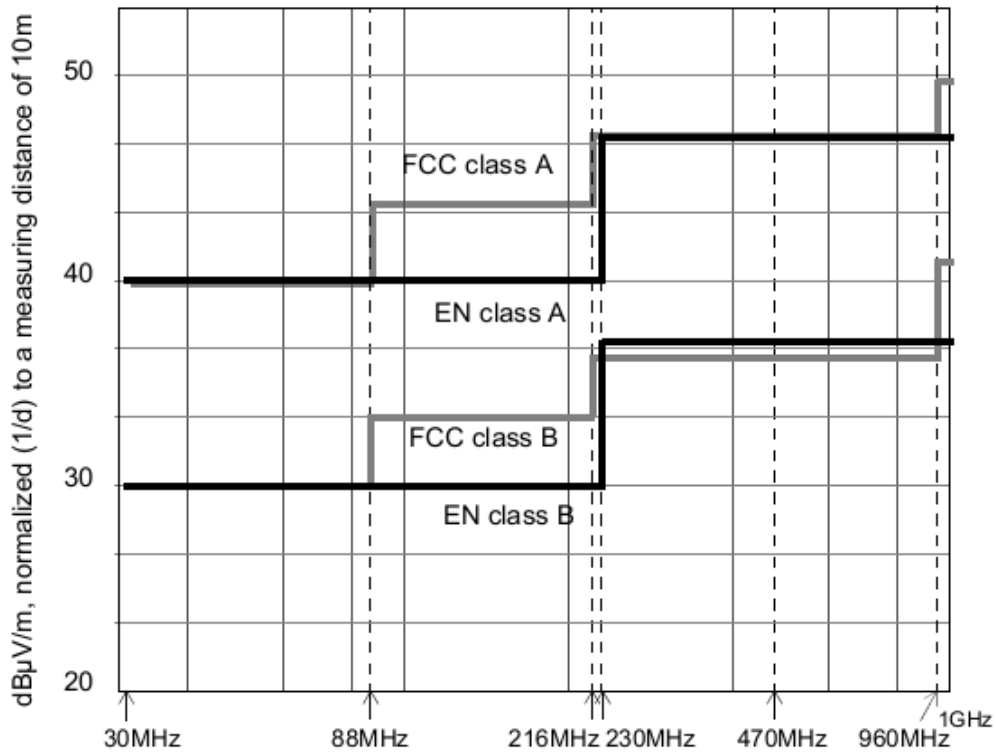 dBµV/m, normalized (1/d) to a measuring distance of 10m
50
FCC class A
40
EN class A
FCC class B
30
EN class B
20
30MHz
88MHz
216MHz
230MHz
470MHz
960MHz
1GHz